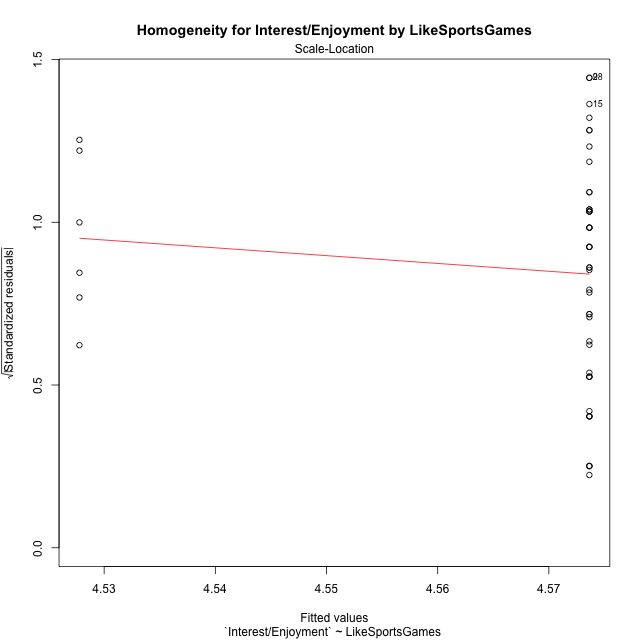 Homogeneity for Interest/Enjoyment by LikeSportsGames
Scale-Location
√|Standardized residuals|
1.5
1.0
0.5
0.0
15
4.53
4.54
4.55
4.56
4.57
Fitted values
`Interest/Enjoyment` ~ LikeSportsGames